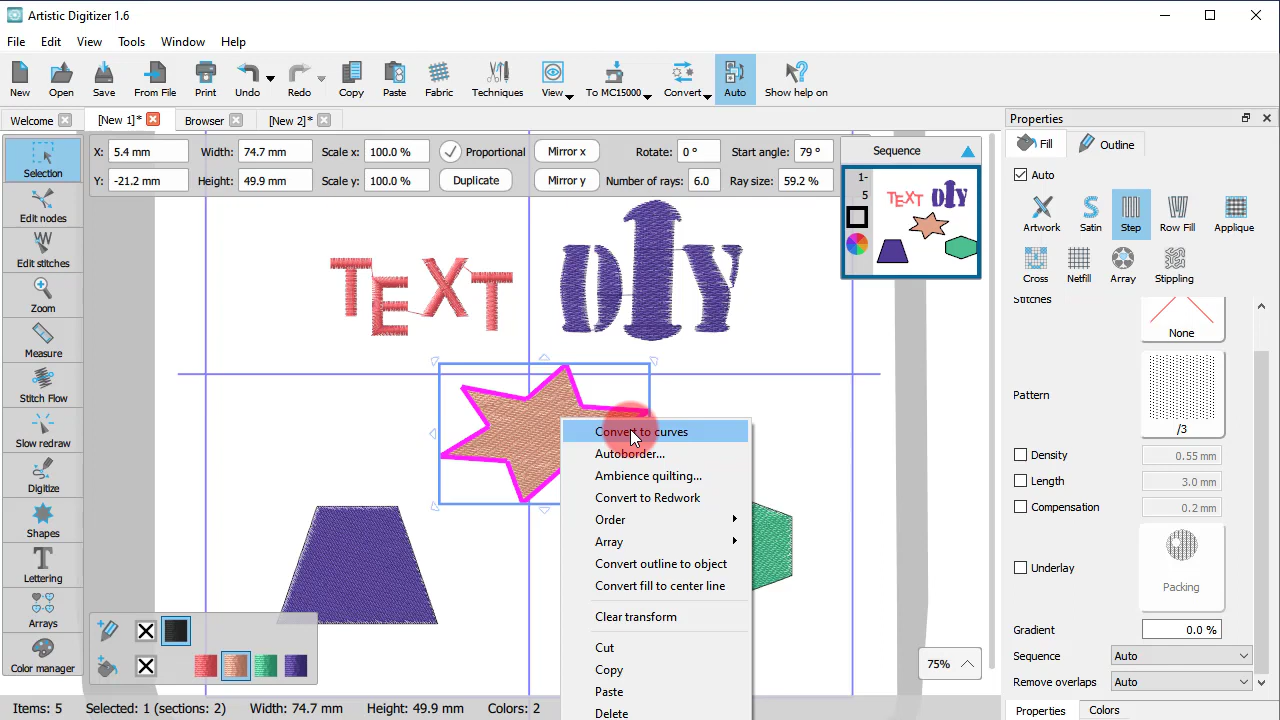 Artistic Digitizer 1.6
File Edit View Tools Window Help
New Open Save From File Print Undo Redo Copy Paste Fabric Techniques View To MC15000 Convert Auto Show help on
Welcome [New 1]* Browser [New 2]*
Properties
X: 5.4 mm Width: 74.7 mm Scale x: 100.0 % Proportional Mirror x Rotate: 0 ° Start angle: 79 °
Y: -21.2 mm Height: 49.9 mm Scale y: 100.0 % Duplicate Mirror y Number of rays: 6.0 Ray size: 59.2 %
Sequence
1-
5
TEXT DIY
Fill Outline
Auto
Artwork Satin Step Row Fill Applique
Cross Netfill Array Stippling
Stitches
None
Pattern
/3
Density 0.55 mm
Length 3.0 mm
Compensation 0.2 mm
Underlay
Packing
Gradient 0.0 %
Sequence Auto
Remove overlaps Auto
Properties Colors
Selection
Edit nodes
Edit stitches
Zoom
Measure
Stitch Flow
Slow redraw
Digitize
Shapes
Lettering
Arrays
Color manager
TEXT DIY
Convert to curves
Autoborder...
Ambience quilting...
Convert to Redwork
Order
Array
Convert outline to object
Convert fill to center line
Clear transform
Cut
Copy
Paste
Delete
75%
Items: 5 Selected: 1 (sections: 2) Width: 74.7 mm Height: 49.9 mm Colors: 2